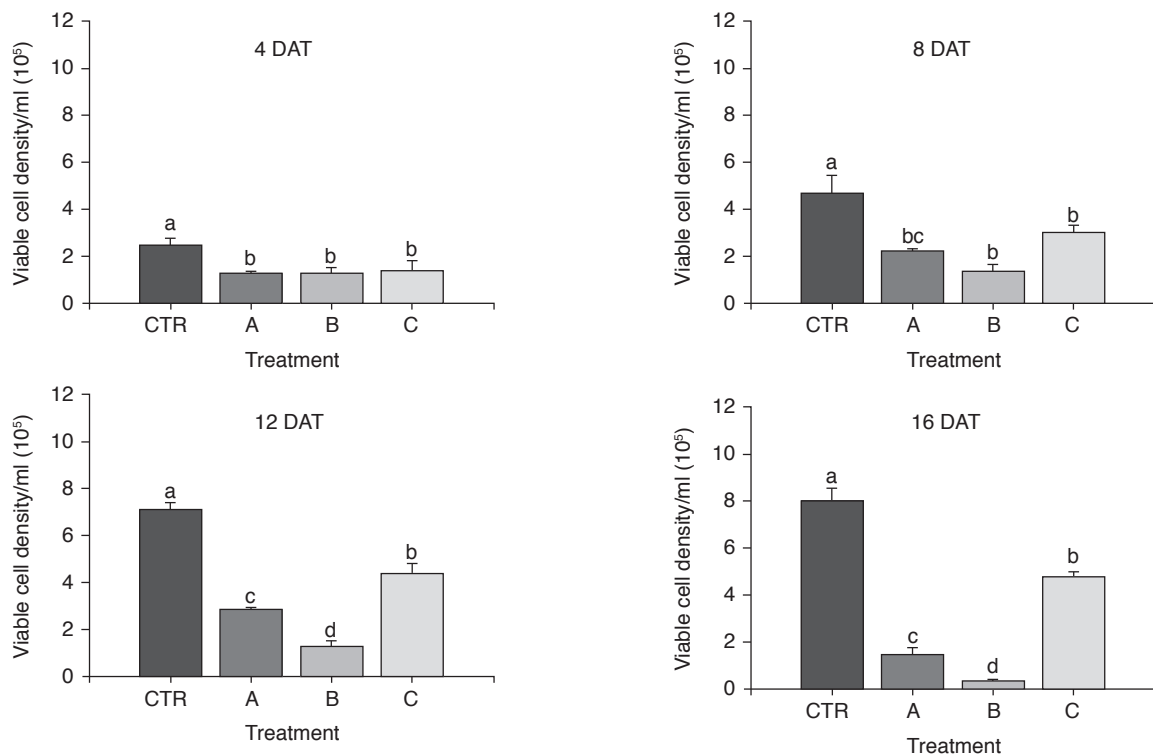 4 DAT
Viable cell density/ml (10⁵)
12
10
8
6
4
2
0
a
b
b
b
CTR
A
B
C
Treatment
8 DAT
Viable cell density/ml (10⁵)
12
10
8
6
4
2
0
a
bc
b
b
CTR
A
B
C
Treatment
12 DAT
Viable cell density/ml (10⁵)
12
10
8
6
4
2
0
a
c
d
b
CTR
A
B
C
Treatment
16 DAT
Viable cell density/ml (10⁵)
12
10
8
6
4
2
0
a
c
d
b
CTR
A
B
C
Treatment